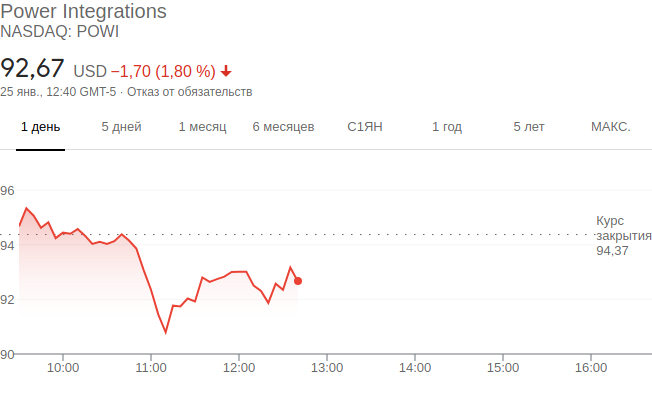 Power Integrations
NASDAQ: POWI
92,67 USD −1,70 (1,80 %)
25 янв., 12:40 GMT-5 · Отказ от обязательств
1 день 5 дней 1 месяц 6 месяцев С1ЯН 1 год 5 лет МАКС.
96
Курс
закрытия
94,37
94
92
90
10:00 11:00 12:00 13:00 14:00 15:00 16:00